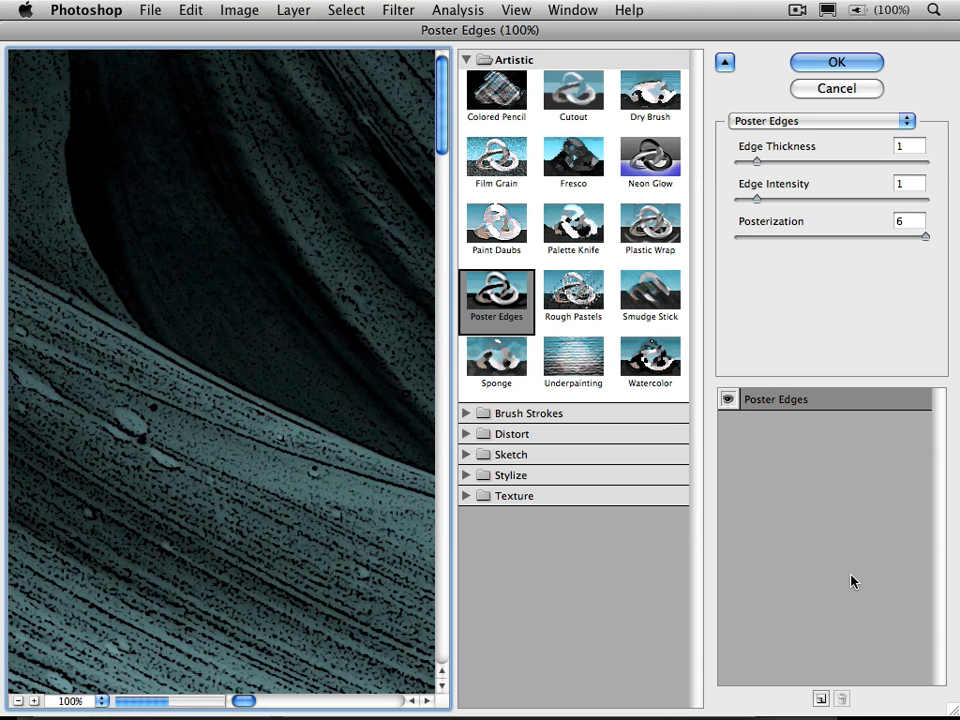 Photoshop File Edit Image Layer Select Filter Analysis View Window Help (100%)
Poster Edges (100%)
Artistic
Colored Pencil Cutout Dry Brush
Film Grain Fresco Neon Glow
Paint Daubs Palette Knife Plastic Wrap
Poster Edges Rough Pastels Smudge Stick
Sponge Underpainting Watercolor
Brush Strokes
Distort
Sketch
Stylize
Texture
OK
Cancel
Poster Edges
Edge Thickness 1
Edge Intensity 1
Posterization 6
Poster Edges
100%